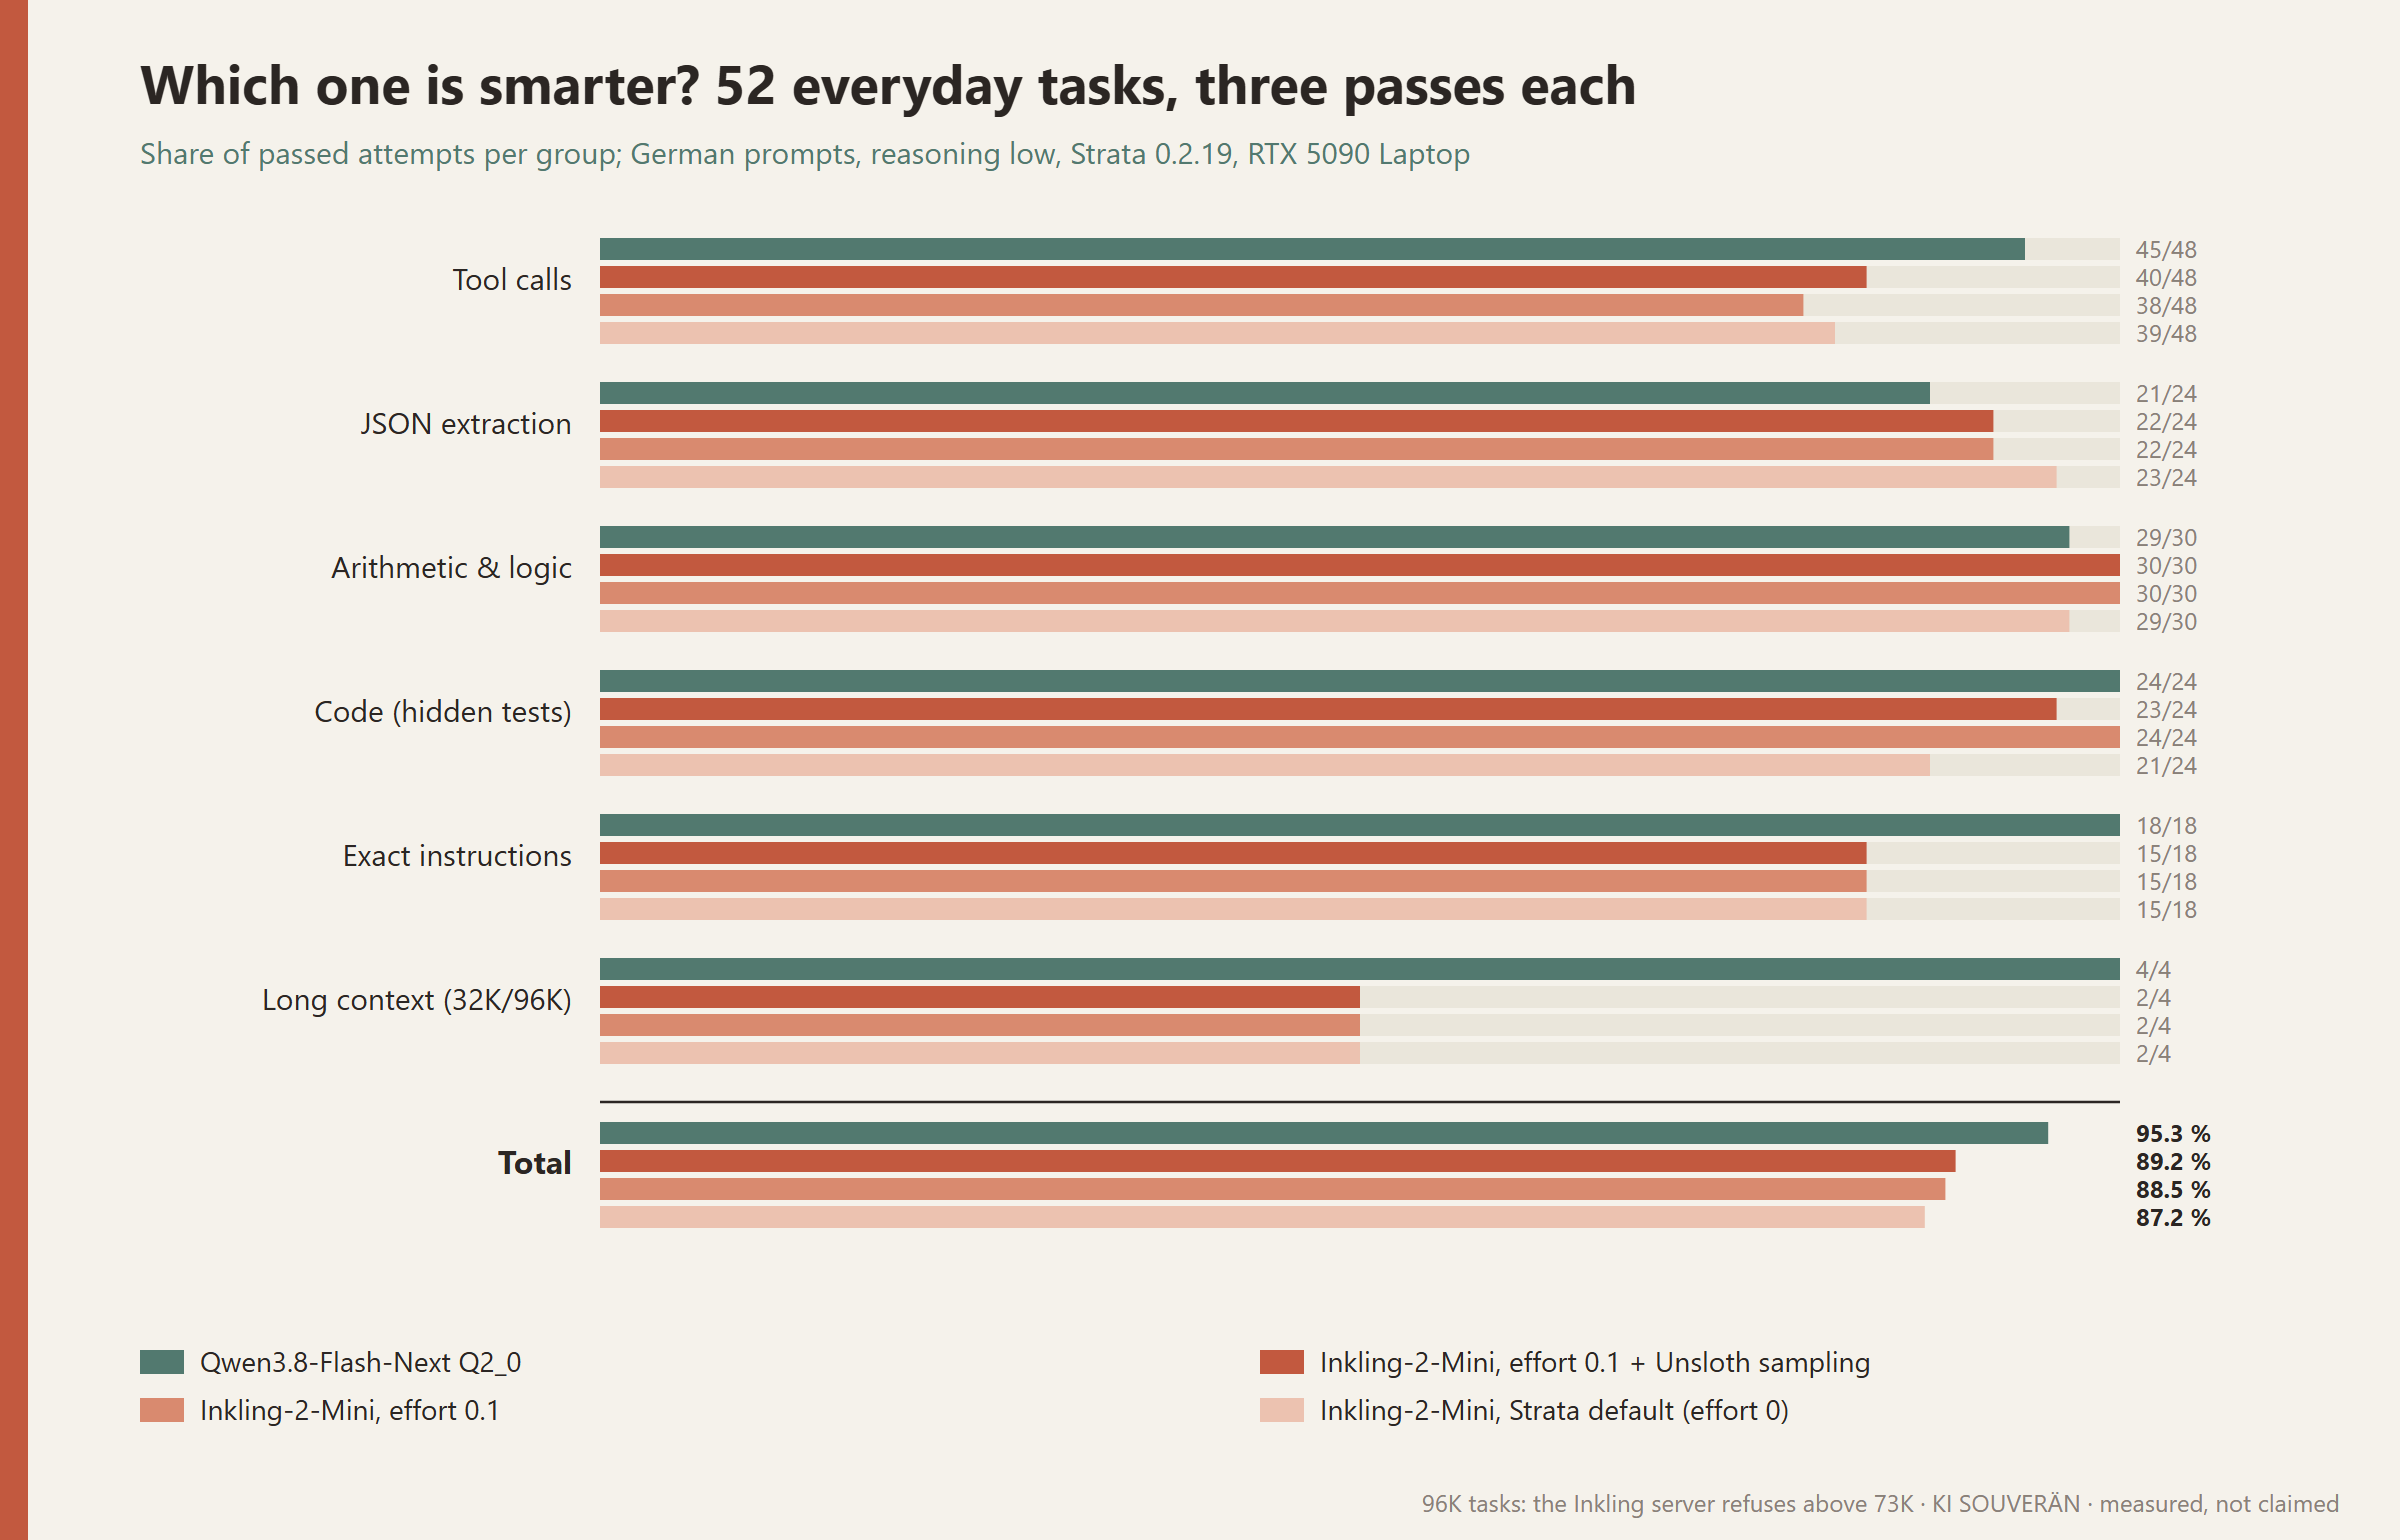 Which one is smarter? 52 everyday tasks, three passes each
Share of passed attempts per group; German prompts, reasoning low, Strata 0.2.19, RTX 5090 Laptop
Tool calls
45/48
40/48
38/48
39/48
JSON extraction
21/24
22/24
22/24
23/24
Arithmetic & logic
29/30
30/30
30/30
29/30
Code (hidden tests)
24/24
23/24
24/24
21/24
Exact instructions
18/18
15/18
15/18
15/18
Long context (32K/96K)
4/4
2/4
2/4
2/4
Total
95.3 %
89.2 %
88.5 %
87.2 %
Qwen3.8-Flash-Next Q2_0
Inkling-2-Mini, effort 0.1 + Unsloth sampling
Inkling-2-Mini, effort 0.1
Inkling-2-Mini, Strata default (effort 0)
96K tasks: the Inkling server refuses above 73K · KI SOUVERÄN · measured, not claimed